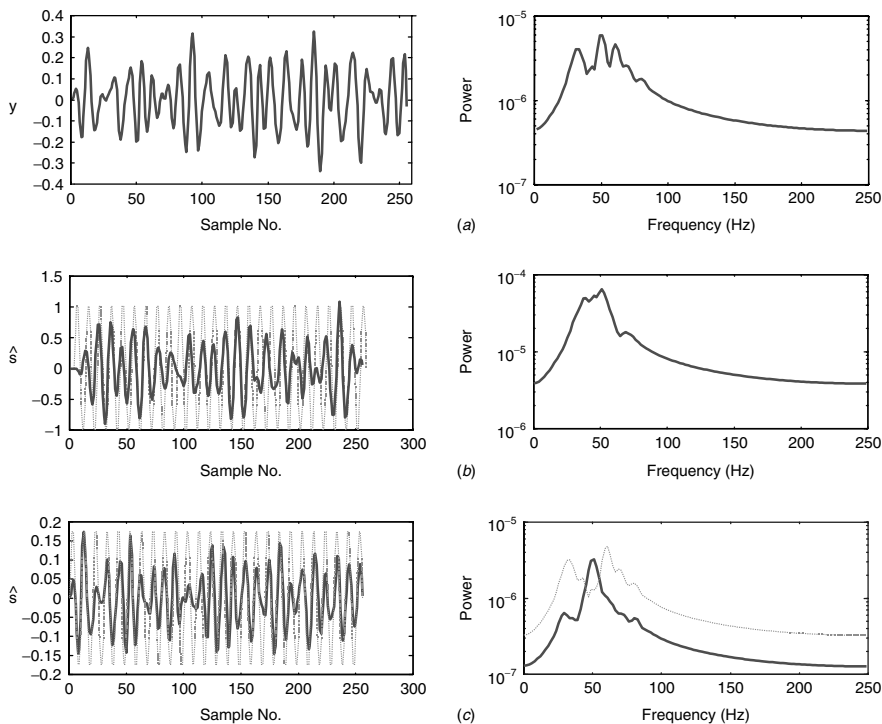 0.4
0.3
0.2
0.1
0
−0.1
−0.2
−0.3
−0.4
y
0 50 100 150 200 250
Sample No.
(a)
10⁻⁵
10⁻⁶
10⁻⁷
Power
0 50 100 150 200 250
Frequency (Hz)
1.5
1
0.5
0
−0.5
−1
ŝ
0 50 100 150 200 250 300
Sample No.
(b)
10⁻⁴
10⁻⁵
10⁻⁶
Power
0 50 100 150 200 250
Frequency (Hz)
0.2
0.15
0.1
0.05
0
−0.05
−0.1
−0.15
−0.2
ŝ
0 50 100 150 200 250 300
Sample No.
(c)
10⁻⁵
10⁻⁶
10⁻⁷
Power
0 50 100 150 200 250
Frequency (Hz)